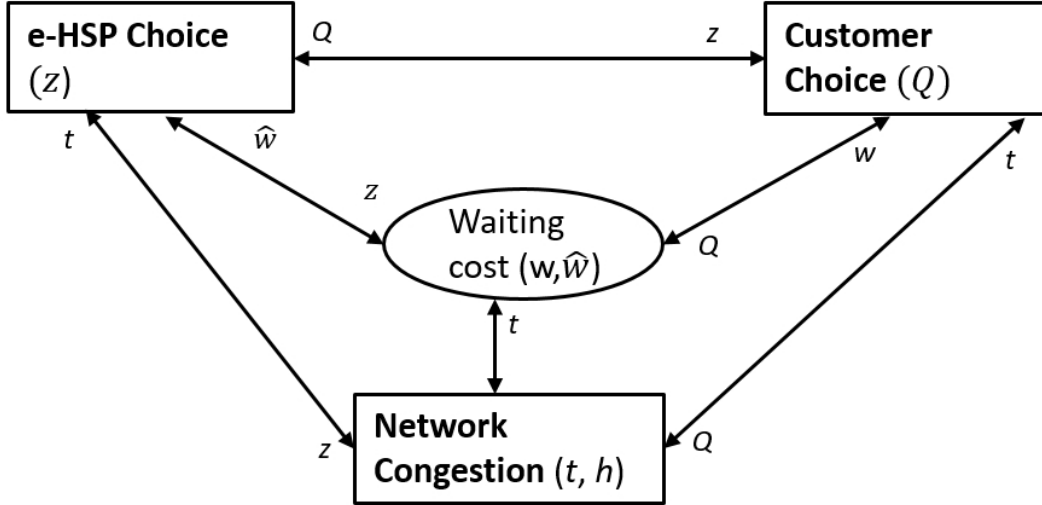 e-HSP Choice
(z)
Q
z
Customer
Choice (Q)
t
ŵ
w
t
z
Waiting
cost (w,ŵ)
Q
t
z
Network
Congestion (t, h)
Q